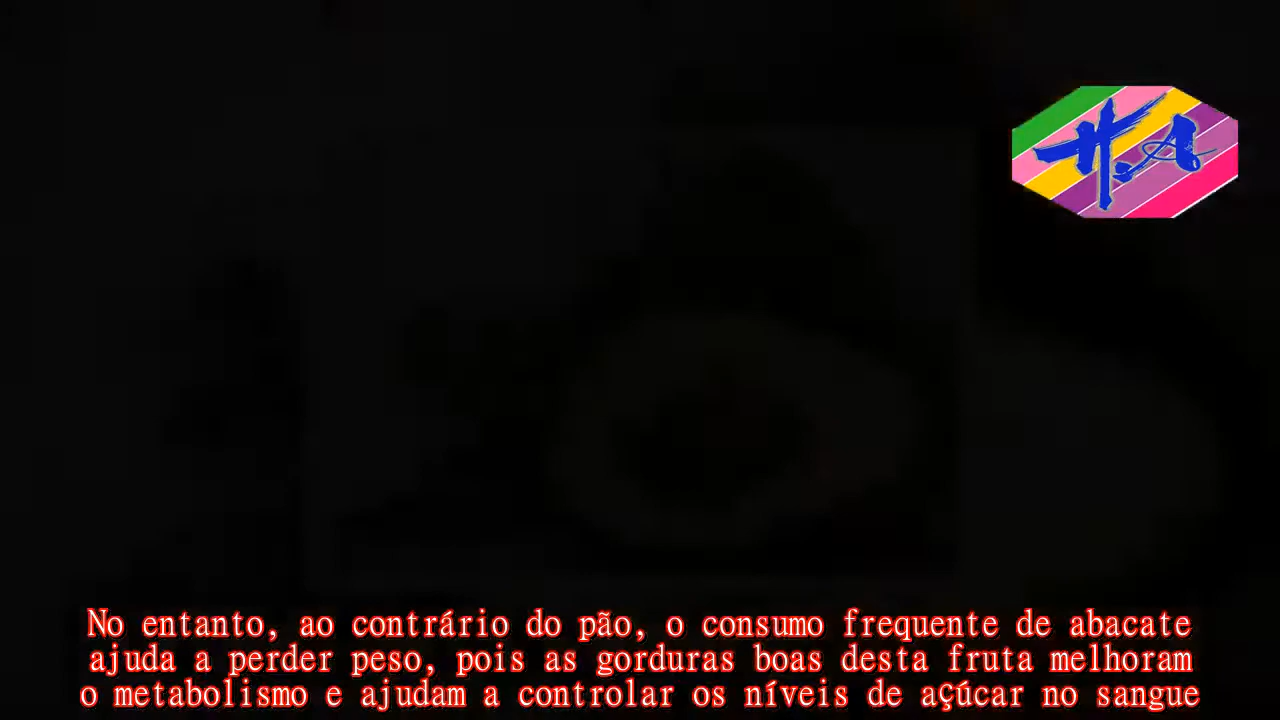 H.A
No entanto, ao contrário do pão, o consumo frequente de abacate
ajuda a perder peso, pois as gorduras boas desta fruta melhoram
o metabolismo e ajudam a controlar os níveis de açúcar no sangue